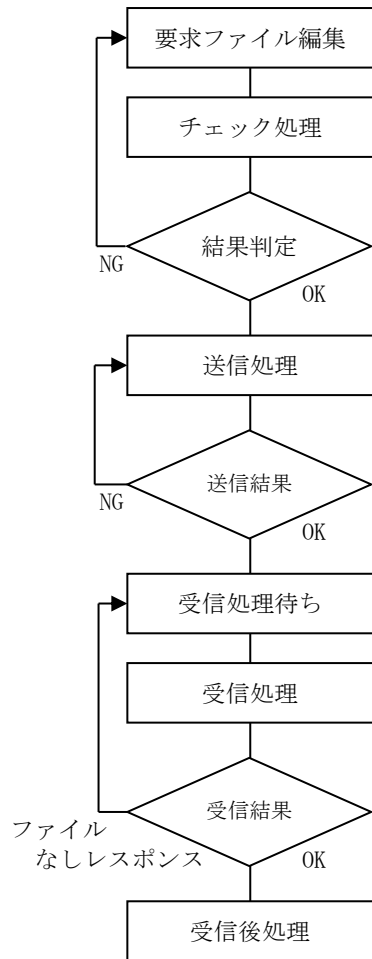 要求ファイル編集
チェック処理
結果判定
NG
OK
送信処理
送信結果
NG
OK
受信処理待ち
受信処理
受信結果
ファイル
なしレスポンス
OK
受信後処理